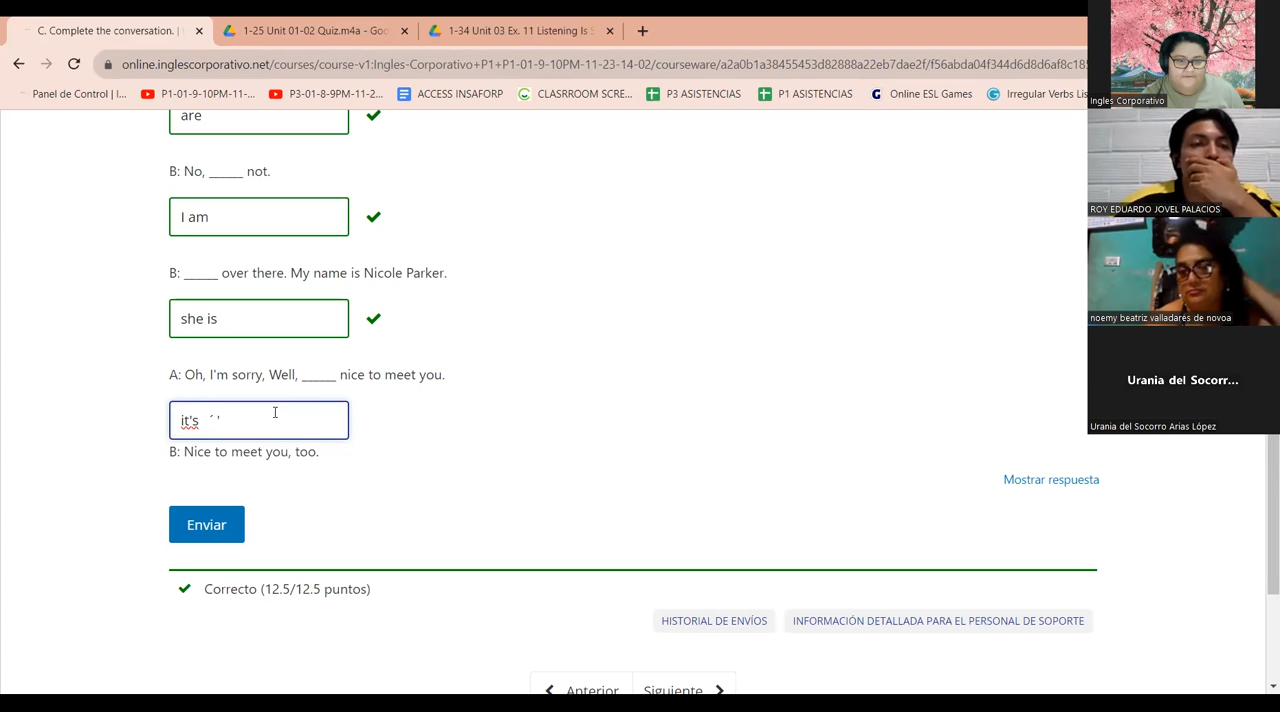 C. Complete the conversation. |
1-25 Unit 01-02 Quiz.m4a - Goo
1-34 Unit 03 Ex. 11 Listening Is S
online.inglescorporativo.net/courses/course-v1:Ingles-Corporativo+P1+P1-01-9-10PM-11-23-14-02/courseware/a2a0b1a38455453d82838a22eb7dae2f/f56abda04f344d6d8d6af8c185
Panel de Control | I...
P1-01-9-10PM-11-...
P3-01-8-9PM-11-2...
ACCESS INSAFORP
CLASRROOM SCRE...
P3 ASISTENCIAS
P1 ASISTENCIAS
Online ESL Games
Irregular Verbs Lis
Ingles Corporativo
are
B: No, _____ not.
I am
ROY EDUARDO JOVEL PALACIOS
B: _____ over there. My name is Nicole Parker.
she is
noemy beatriz valladares de novoa
A: Oh, I'm sorry, Well, _____ nice to meet you.
Urania del Socorr...
it's ´ '
Urania del Socorro Arias López
B: Nice to meet you, too.
Mostrar respuesta
Enviar
Correcto (12.5/12.5 puntos)
HISTORIAL DE ENVÍOS
INFORMACIÓN DETALLADA PARA EL PERSONAL DE SOPORTE
Anterior
Siguiente